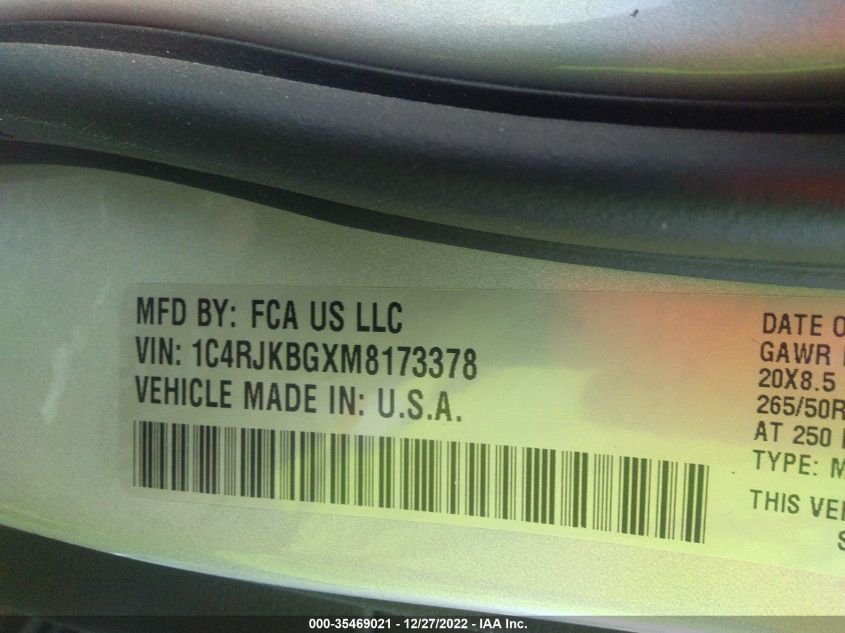 MFD BY: FCA US LLC
VIN: 1C4RJKBGXM8173378
VEHICLE MADE IN: U.S.A.
DATE O
GAWR
20X8.5
265/50R
AT 250
TYPE: M
THIS VE
S
000-35469021 - 12/27/2022 - IAA Inc.